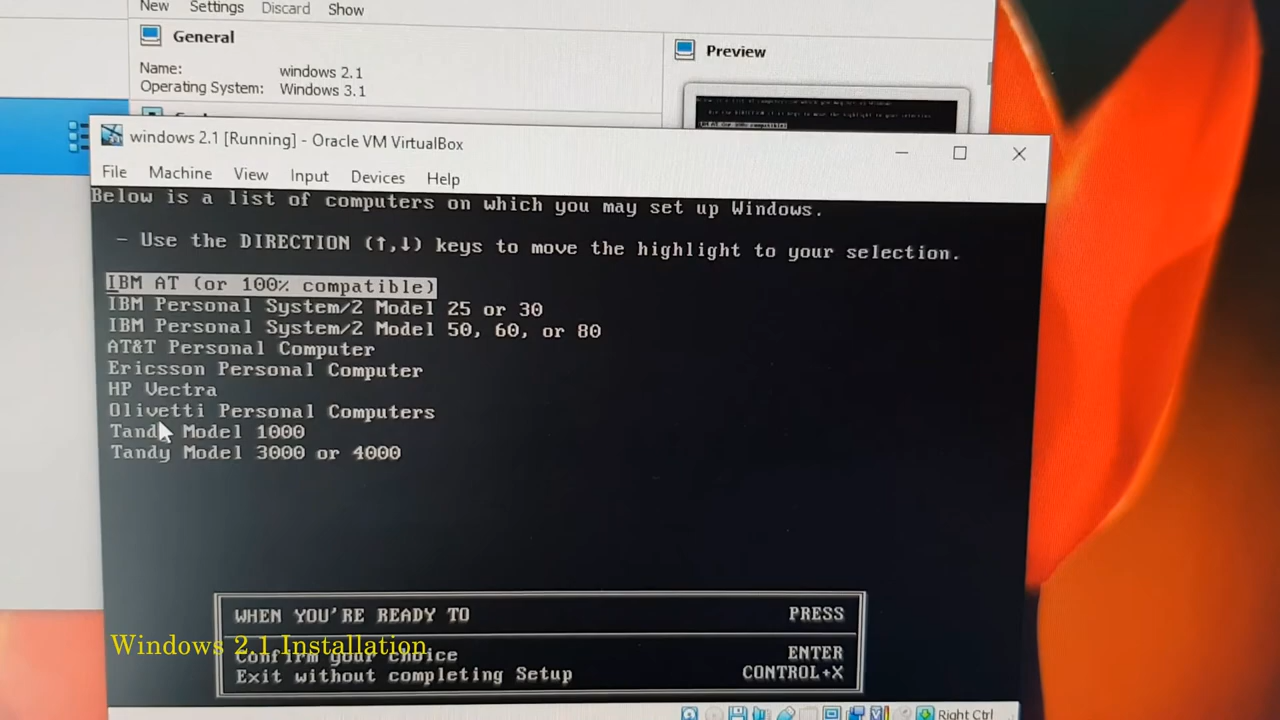 New Settings Discard Show
General
Preview
Name: windows 2.1
Operating System: Windows 3.1
windows 2.1 [Running] - Oracle VM VirtualBox
File Machine View Input Devices Help
Below is a list of computers on which you may set up Windows.
- Use the DIRECTION (↑,↓) keys to move the highlight to your selection.
IBM AT (or 100% compatible)
IBM Personal System/2 Model 25 or 30
IBM Personal System/2 Model 50, 60, or 80
AT&T Personal Computer
Ericsson Personal Computer
HP Vectra
Olivetti Personal Computers
Tandy Model 1000
Tandy Model 3000 or 4000
WHEN YOU'RE READY TO PRESS
Windows 2.1 Installation
Confirm your choice ENTER
Exit without completing Setup CONTROL+X
Right Ctrl